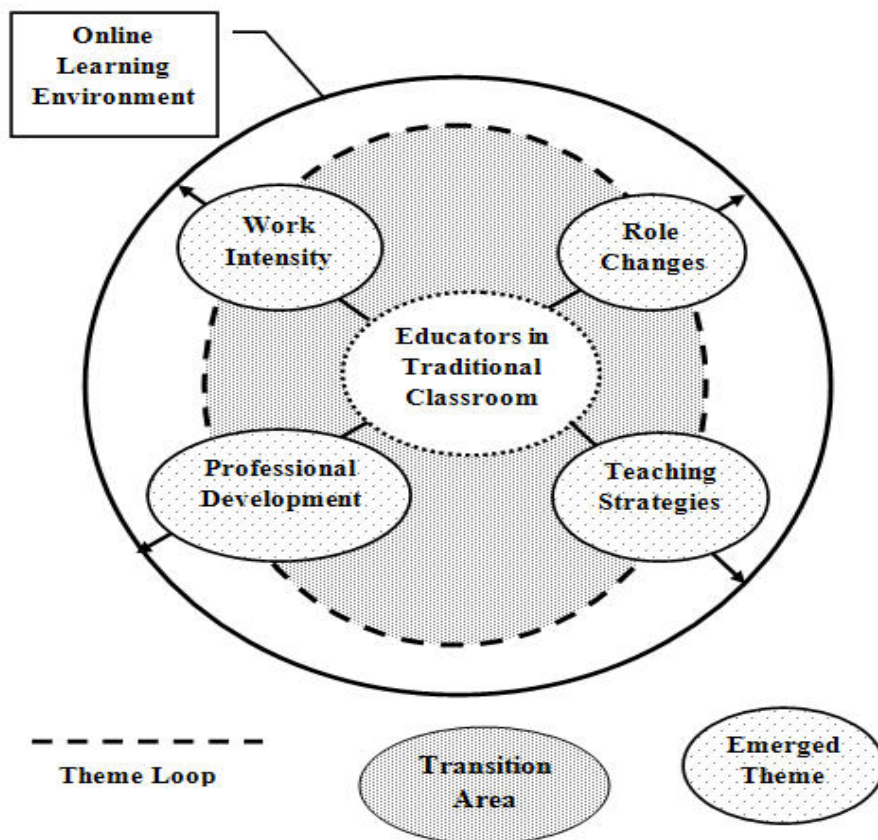 Online
Learning
Environment
Work
Intensity
Role
Changes
Educators in
Traditional
Classroom
Professional
Development
Teaching
Strategies
Theme Loop
Transition
Area
Emerged
Theme